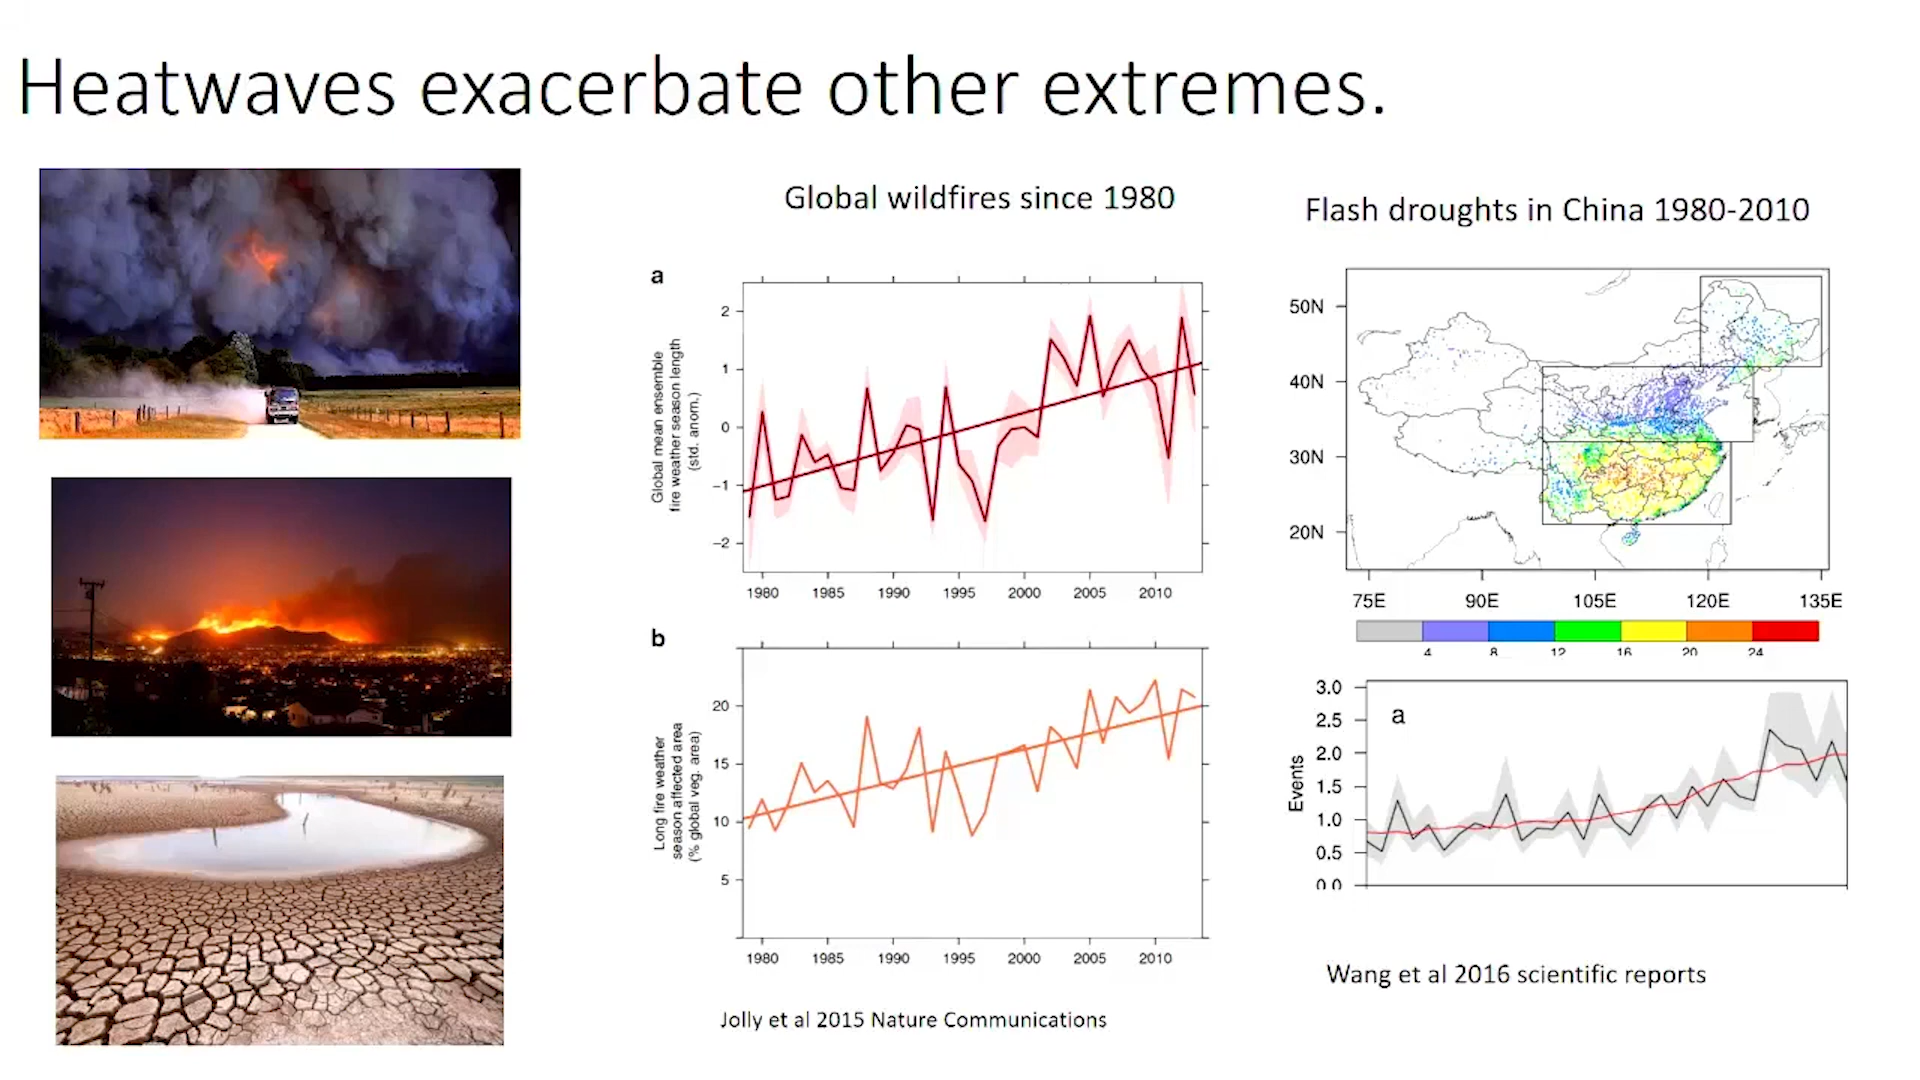 Heatwaves exacerbate other extremes.
Global wildfires since 1980
a
Global mean ensemble
fire weather season length
(std. anom.)
2
1
0
−1
−2
1980 1985 1990 1995 2000 2005 2010
b
Long fire weather
season affected area
(% global veg. area)
20
15
10
5
1980 1985 1990 1995 2000 2005 2010
Jolly et al 2015 Nature Communications
Flash droughts in China 1980-2010
50N
40N
30N
20N
75E 90E 105E 120E 135E
4 8 12 16 20 24
a
Events
3.0
2.5
2.0
1.5
1.0
0.5
0.0
Wang et al 2016 scientific reports